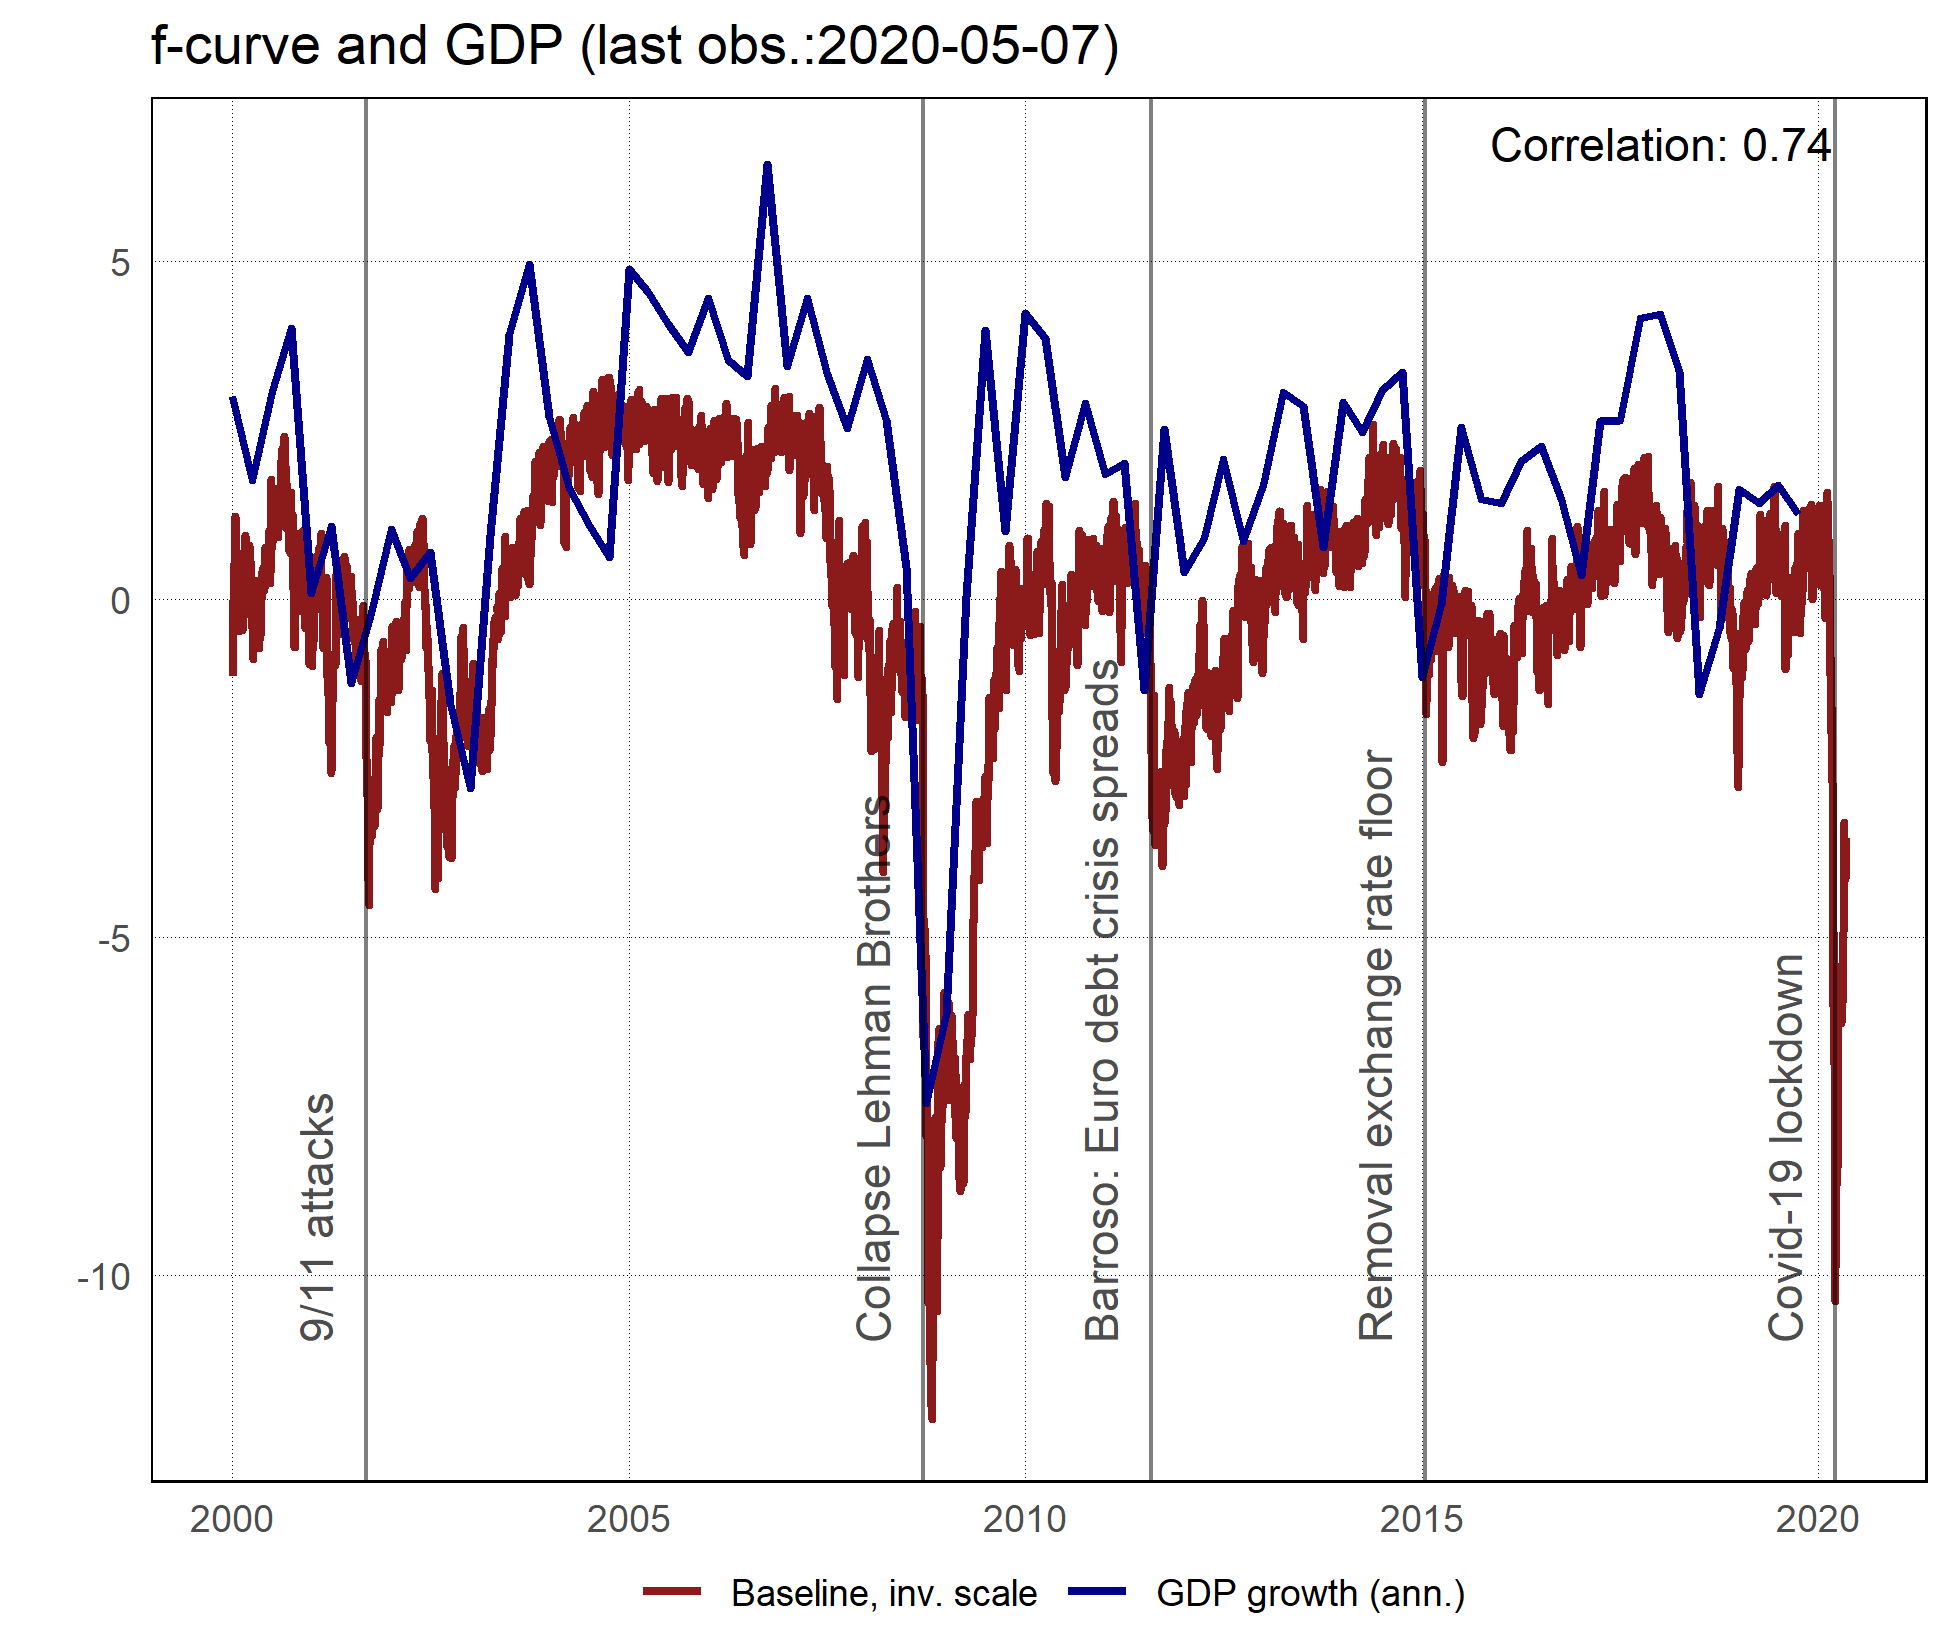 f-curve and GDP (last obs.:2020-05-07)
Correlation: 0.74
5
0
-5
-10
9/11 attacks
Collapse Lehman Brothers
Barroso: Euro debt crisis spreads
Removal exchange rate floor
Covid-19 lockdown
2000 2005 2010 2015 2020
Baseline, inv. scale GDP growth (ann.)